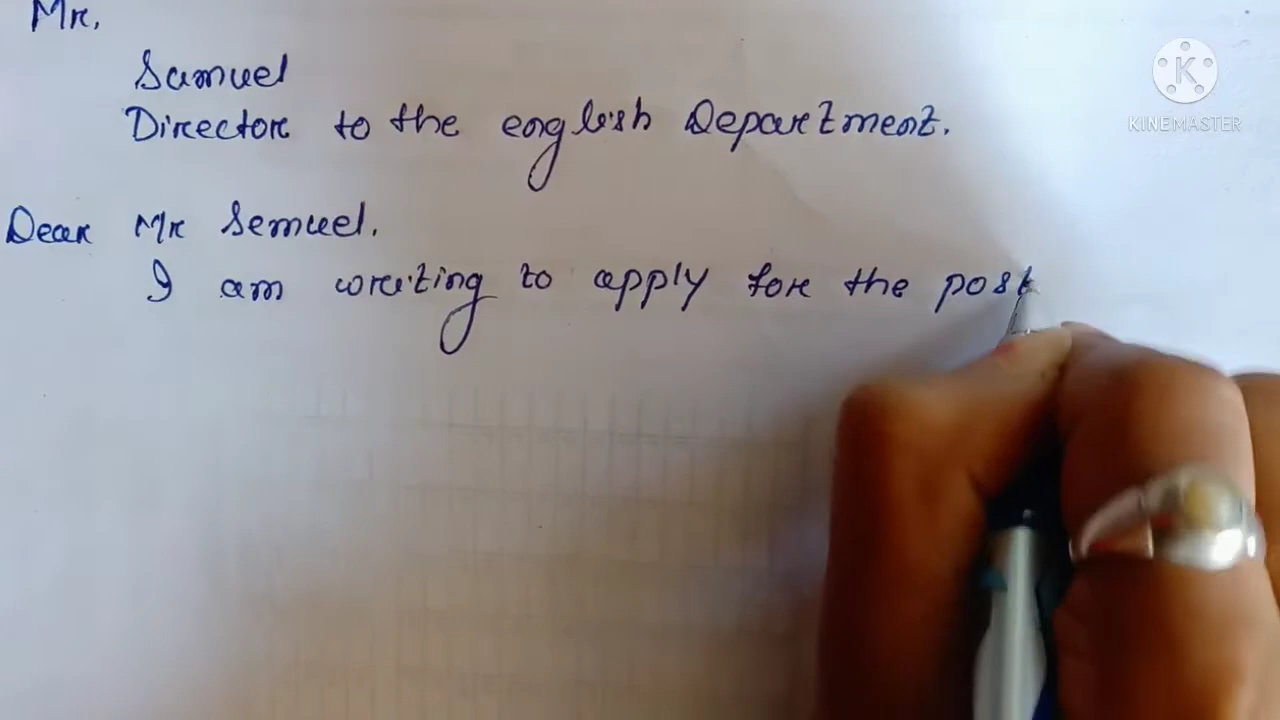 Mr.
Samuel
Director to the english Department.
Dear Mr Semuel.
I am writing to apply for the post
K
KINEMASTER